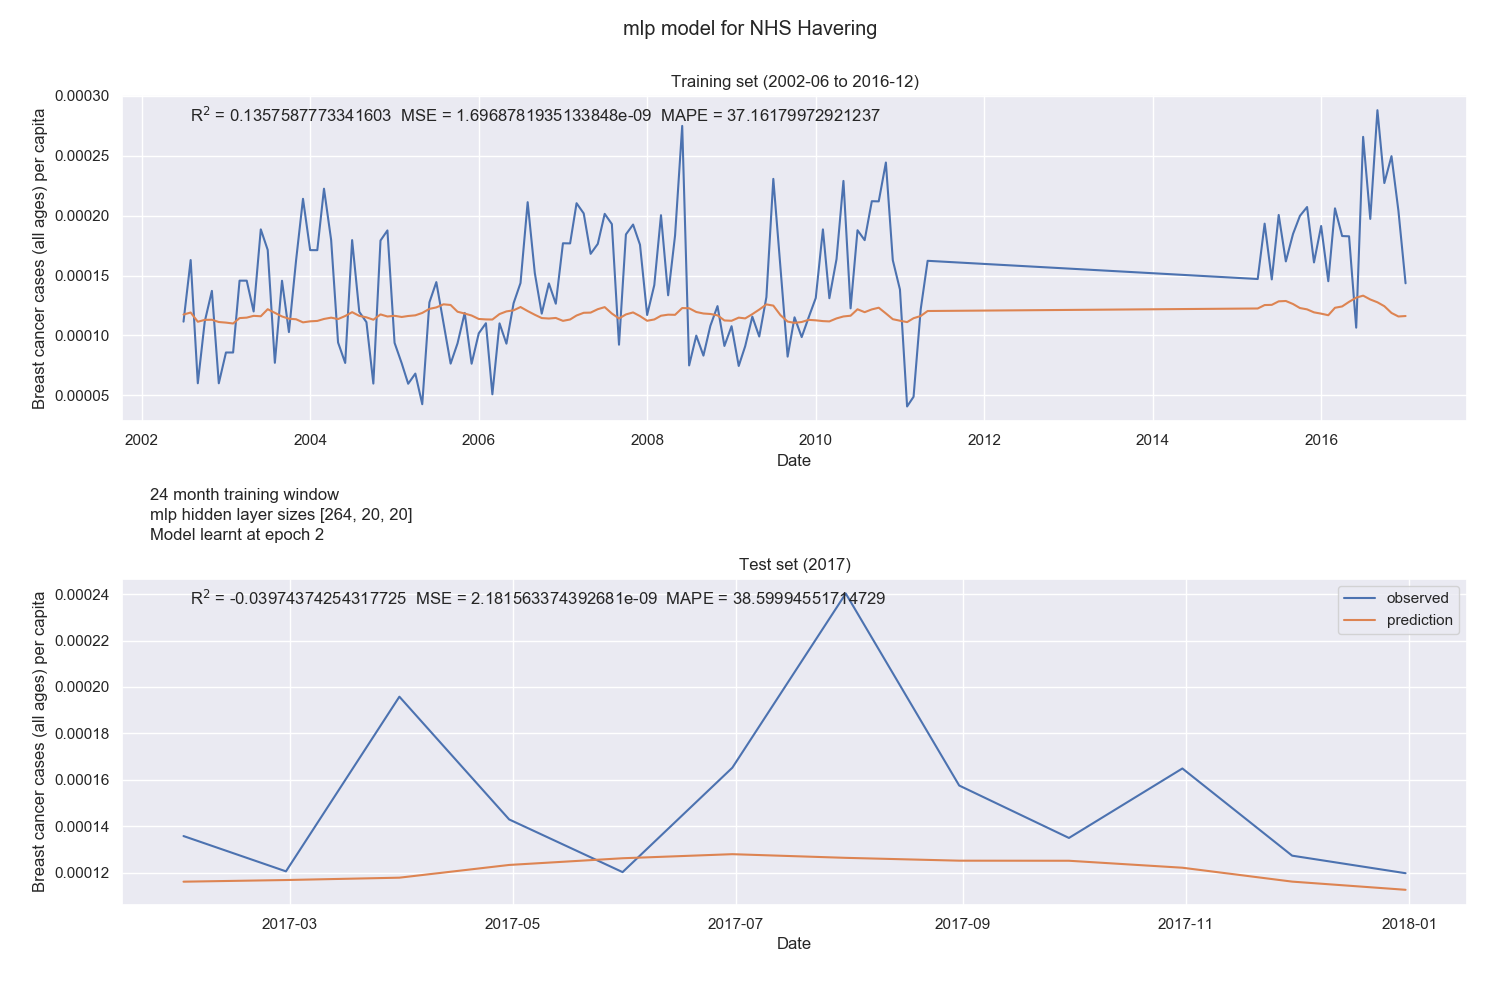 mlp model for NHS Havering
Training set (2002-06 to 2016-12)
R² = 0.1357587773341603  MSE = 1.6968781935133848e-09  MAPE = 37.16179972921237
Breast cancer cases (all ages) per capita
0.00030
0.00025
0.00020
0.00015
0.00010
0.00005
2002 2004 2006 2008 2010 2012 2014 2016
Date
24 month training window
mlp hidden layer sizes [264, 20, 20]
Model learnt at epoch 2
Test set (2017)
R² = -0.03974374254317725  MSE = 2.181563374392681e-09  MAPE = 38.59994551714729
observed
prediction
Breast cancer cases (all ages) per capita
0.00024
0.00022
0.00020
0.00018
0.00016
0.00014
0.00012
2017-03 2017-05 2017-07 2017-09 2017-11 2018-01
Date